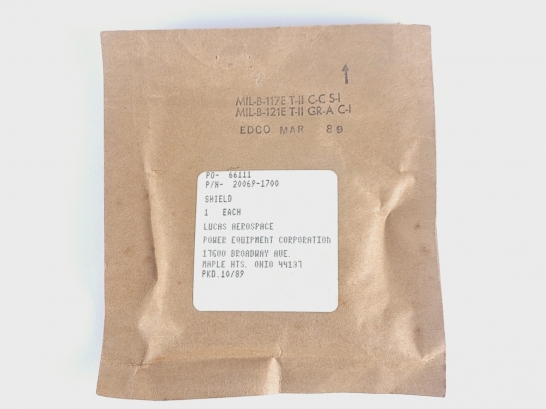 MIL-B-117E T-II C-C S-I
MIL-B-121E T-II GR-A C-I
EDCO MAR 89
PO- 66111
P/N- 20069-1700
SHIELD
1 EACH
LUCAS AEROSPACE
POWER EQUIPMENT CORPORATION
17600 BROADWAY AVE.
MAPLE HTS. OHIO 44137
PKD.10/89